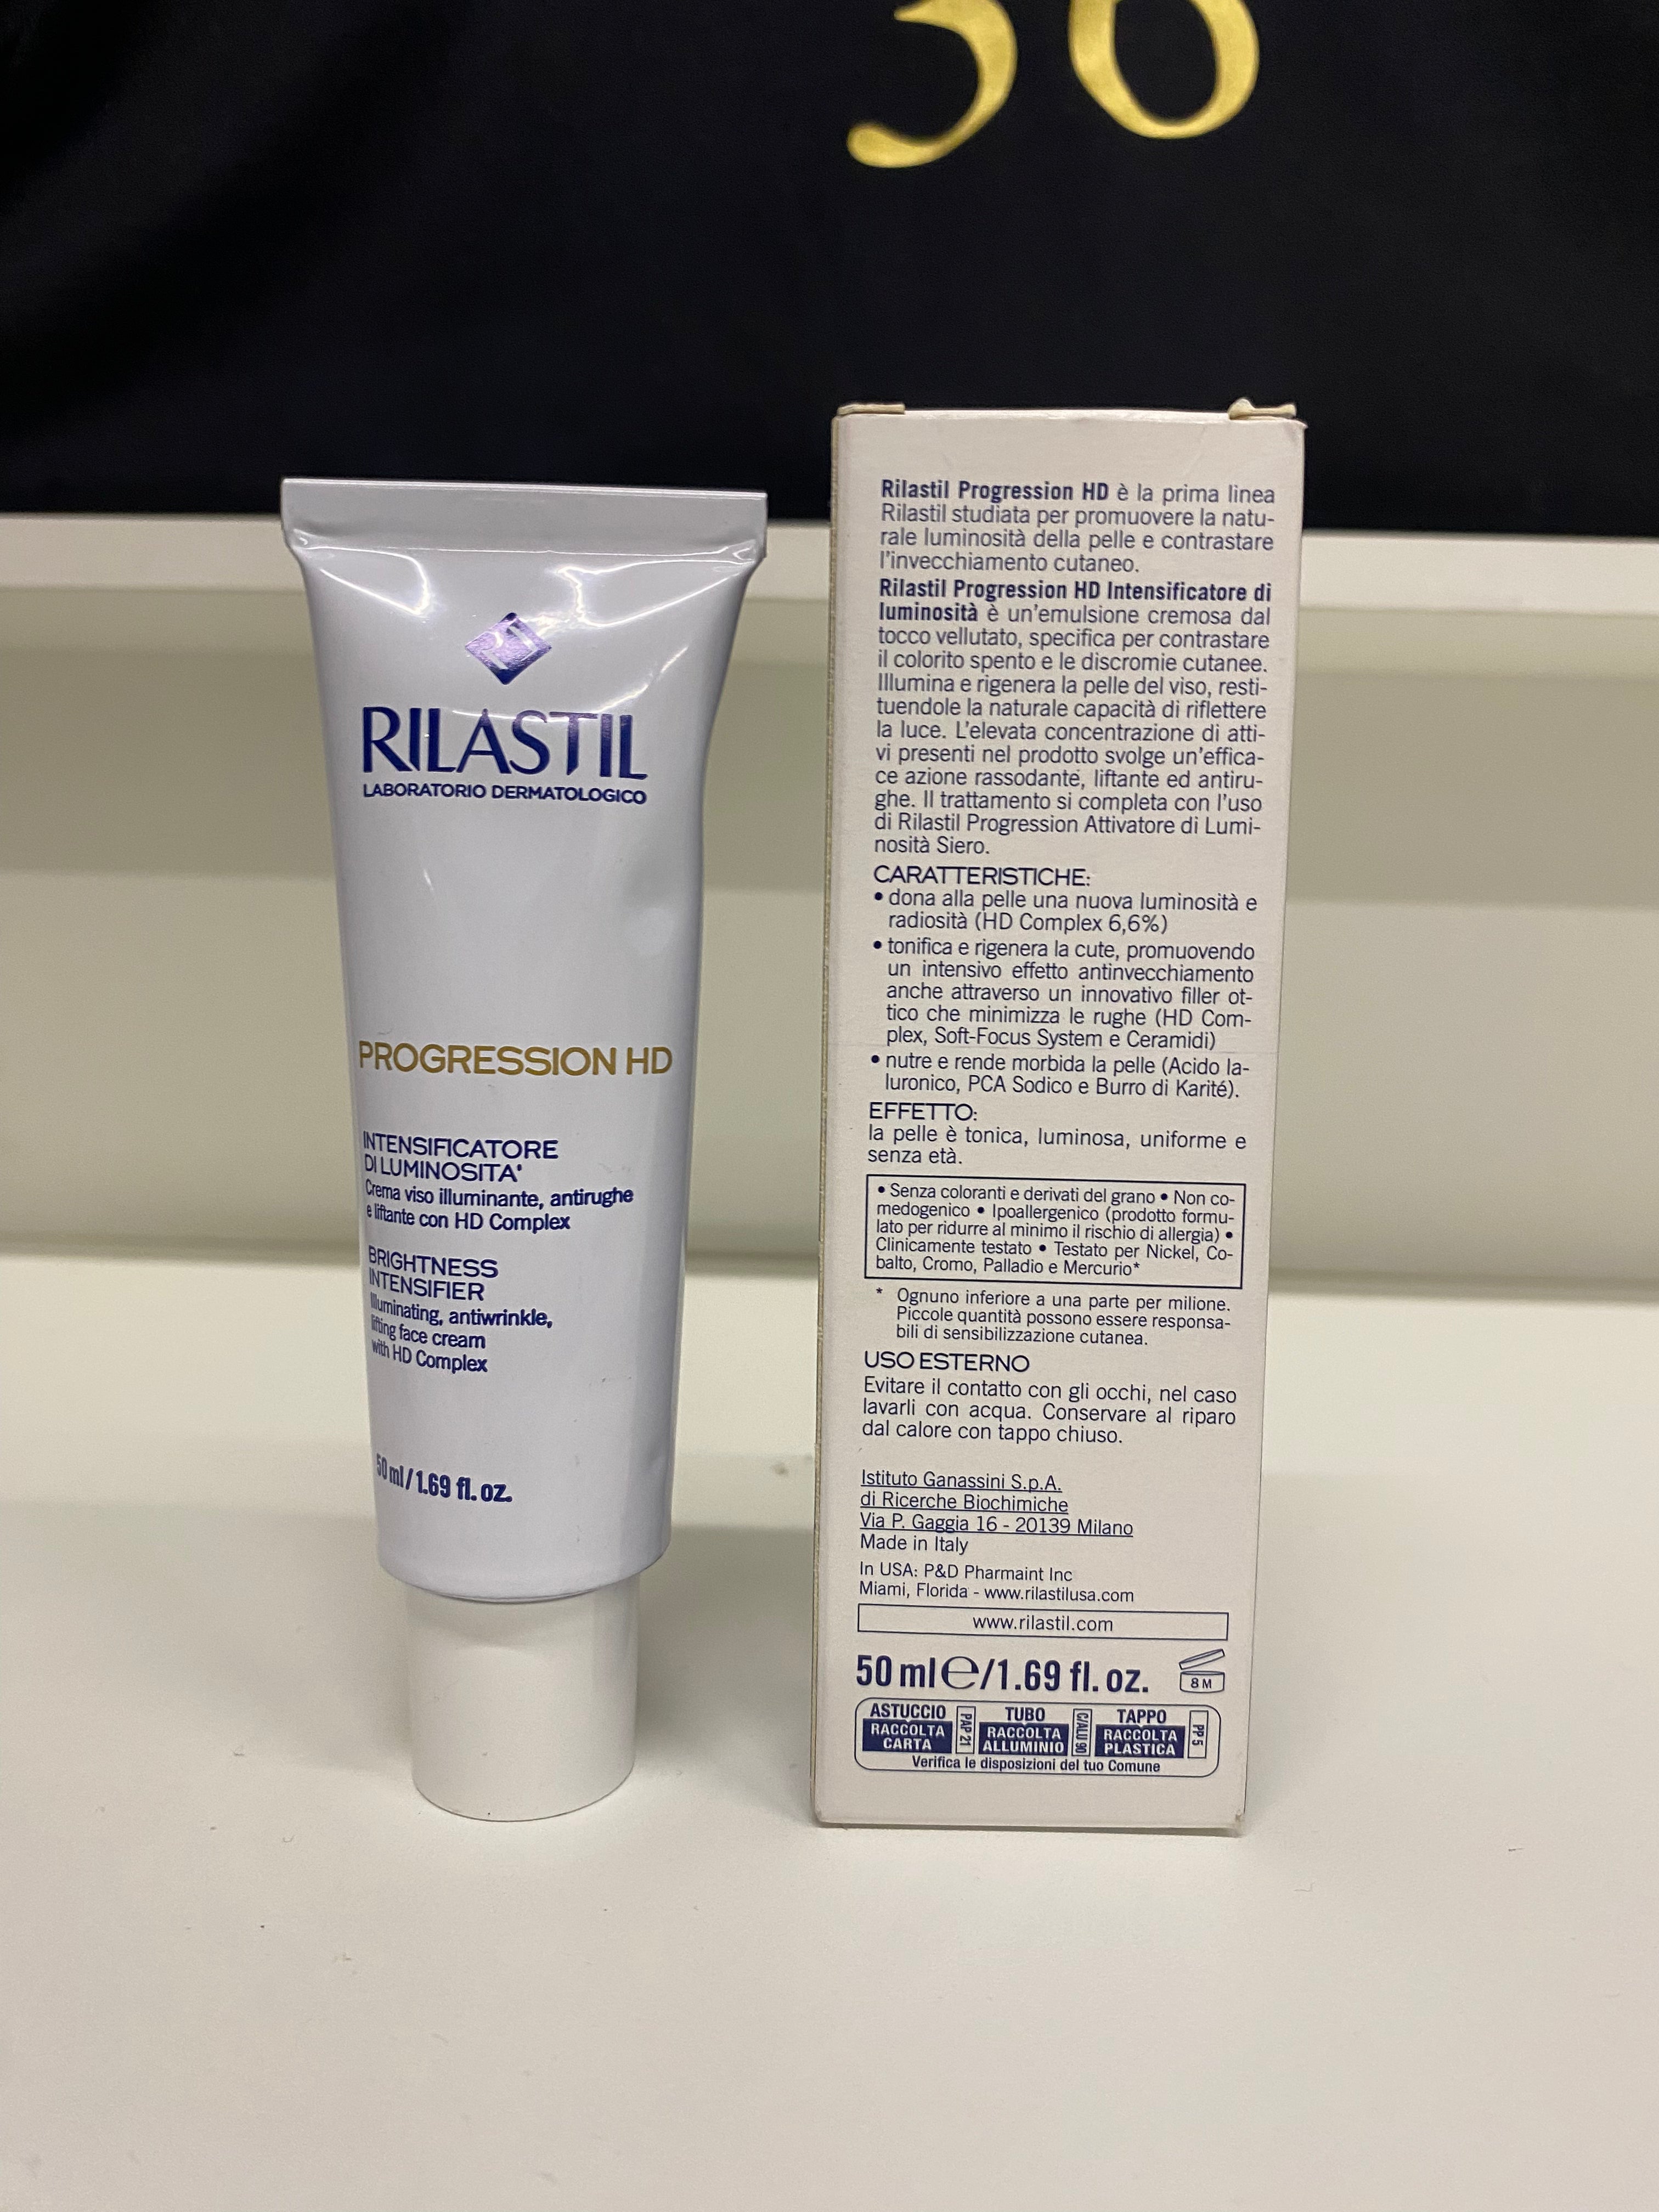 36
RILASTIL
LABORATORIO DERMATOLOGICO
PROGRESSION HD
INTENSIFICATORE
DI LUMINOSITA'
Crema viso illuminante, antirughe
e liftante con HD Complex
BRIGHTNESS
INTENSIFIER
Illuminating, antiwrinkle,
lifting face cream
with HD Complex
50 ml / 1.69 fl. oz.
Rilastil Progression HD è la prima linea
Rilastil studiata per promuovere la natu-
rale luminosità della pelle e contrastare
l'invecchiamento cutaneo.
Rilastil Progression HD Intensificatore di
luminosità è un'emulsione cremosa dal
tocco vellutato, specifica per contrastare
il colorito spento e le discromie cutanee.
Illumina e rigenera la pelle del viso, resti-
tuendole la naturale capacità di riflettere
la luce. L'elevata concentrazione di atti-
vi presenti nel prodotto svolge un'effica-
ce azione rassodante, liftante ed antiru-
ghe. Il trattamento si completa con l'uso
di Rilastil Progression Attivatore di Lumi-
nosità Siero.
CARATTERISTICHE:
• dona alla pelle una nuova luminosità e
radiosità (HD Complex 6,6%)
• tonifica e rigenera la cute, promuovendo
un intensivo effetto antinvecchiamento
anche attraverso un innovativo filler ot-
tico che minimizza le rughe (HD Com-
plex, Soft-Focus System e Ceramidi)
• nutre e rende morbida la pelle (Acido Ia-
luronico, PCA Sodico e Burro di Karité).
EFFETTO:
la pelle è tonica, luminosa, uniforme e
senza età.
• Senza coloranti e derivati del grano • Non co-
medogenico • Ipoallergenico (prodotto formu-
lato per ridurre al minimo il rischio di allergia) •
Clinicamente testato • Testato per Nickel, Co-
balto, Cromo, Palladio e Mercurio*
* Ognuno inferiore a una parte per milione.
Piccole quantità possono essere responsa-
bili di sensibilizzazione cutanea.
USO ESTERNO
Evitare il contatto con gli occhi, nel caso
lavarli con acqua. Conservare al riparo
dal calore con tappo chiuso.
Istituto Ganassini S.p.A.
di Ricerche Biochimiche
Via P. Gaggia 16 - 20139 Milano
Made in Italy
In USA: P&D Pharmaint Inc
Miami, Florida - www.rilastilusa.com
www.rilastil.com
50 ml e/1.69 fl. oz. 8 M
ASTUCCIO
RACCOLTA
CARTA
PAP 21
TUBO
RACCOLTA
ALLUMINIO
C/ALU 90
TAPPO
RACCOLTA
PLASTICA
PP 5
Verifica le disposizioni del tuo Comune